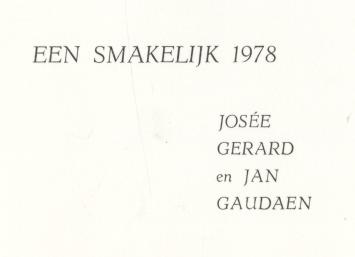 EEN SMAKELIJK 1978
JOSÉE
GERARD
en JAN
GAUDAEN